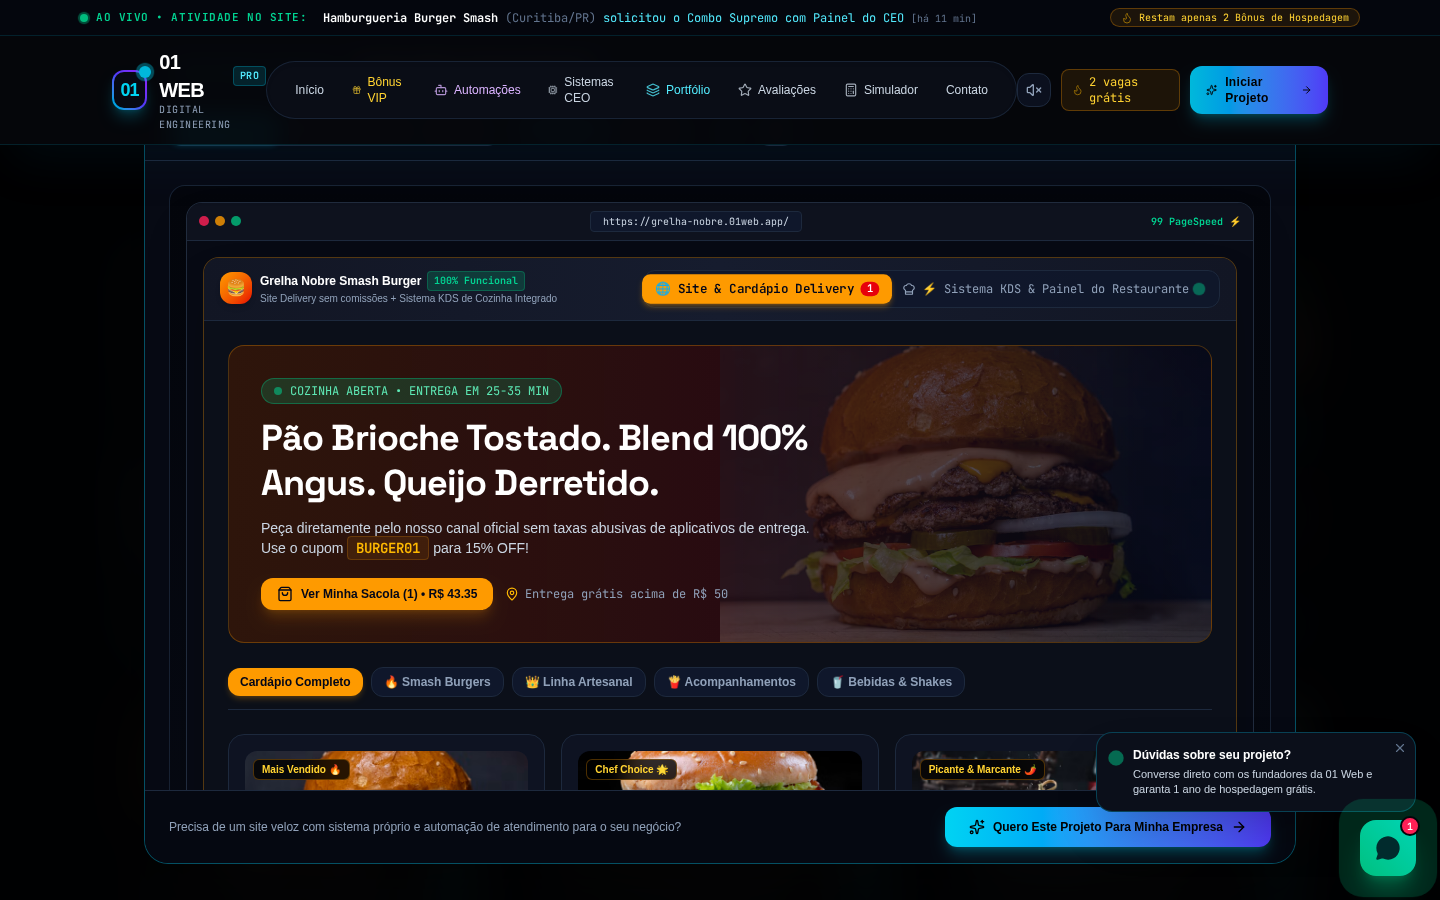 AO VIVO • ATIVIDADE NO SITE: Hamburgueria Burger Smash (Curitiba/PR) solicitou o Combo Supremo com Painel do CEO [há 11 min]
Restam apenas 2 Bônus de Hospedagem
01
01 WEB
PRO
DIGITAL ENGINEERING
Início
Bônus VIP
Automações
Sistemas CEO
Portfólio
Avaliações
Simulador
Contato
2 vagas grátis
Iniciar Projeto
https://grelha-nobre.01web.app/
99 PageSpeed ⚡
Grelha Nobre Smash Burger 100% Funcional
Site Delivery sem comissões + Sistema KDS de Cozinha Integrado
🌐 Site & Cardápio Delivery 1
⚡ Sistema KDS & Painel do Restaurante
COZINHA ABERTA • ENTREGA EM 25-35 MIN
Pão Brioche Tostado. Blend 100%
Angus. Queijo Derretido.
Peça diretamente pelo nosso canal oficial sem taxas abusivas de aplicativos de entrega.
Use o cupom BURGER01 para 15% OFF!
Ver Minha Sacola (1) • R$ 43.35
Entrega grátis acima de R$ 50
Cardápio Completo
🔥 Smash Burgers
👑 Linha Artesanal
🍟 Acompanhamentos
🥤 Bebidas & Shakes
Mais Vendido 🔥
Chef Choice 🌟
Picante & Marcante 🌶️
Dúvidas sobre seu projeto?
Converse direto com os fundadores da 01 Web e
garanta 1 ano de hospedagem grátis.
Precisa de um site veloz com sistema próprio e automação de atendimento para o seu negócio?
Quero Este Projeto Para Minha Empresa
1